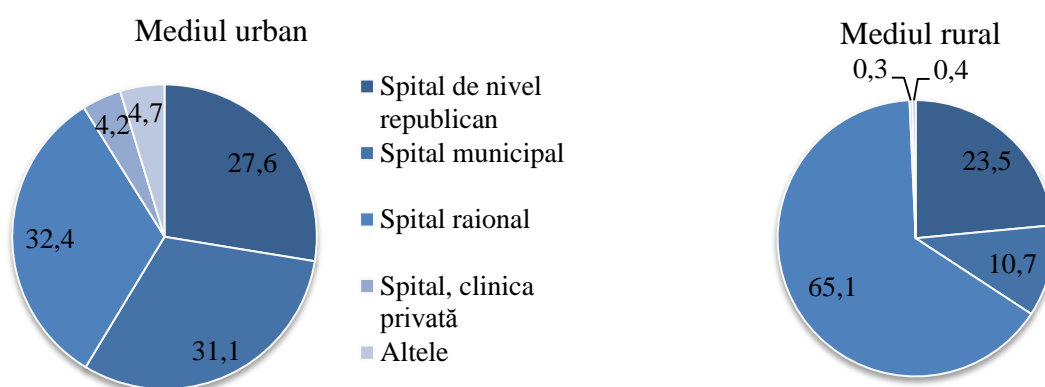 Mediul urban
4,2
4,7
27,6
32,4
31,1
Spital de nivel
republican
Spital municipal
Spital raional
Spital, clinica
privată
Altele
Mediul rural
0,3
0,4
23,5
10,7
65,1